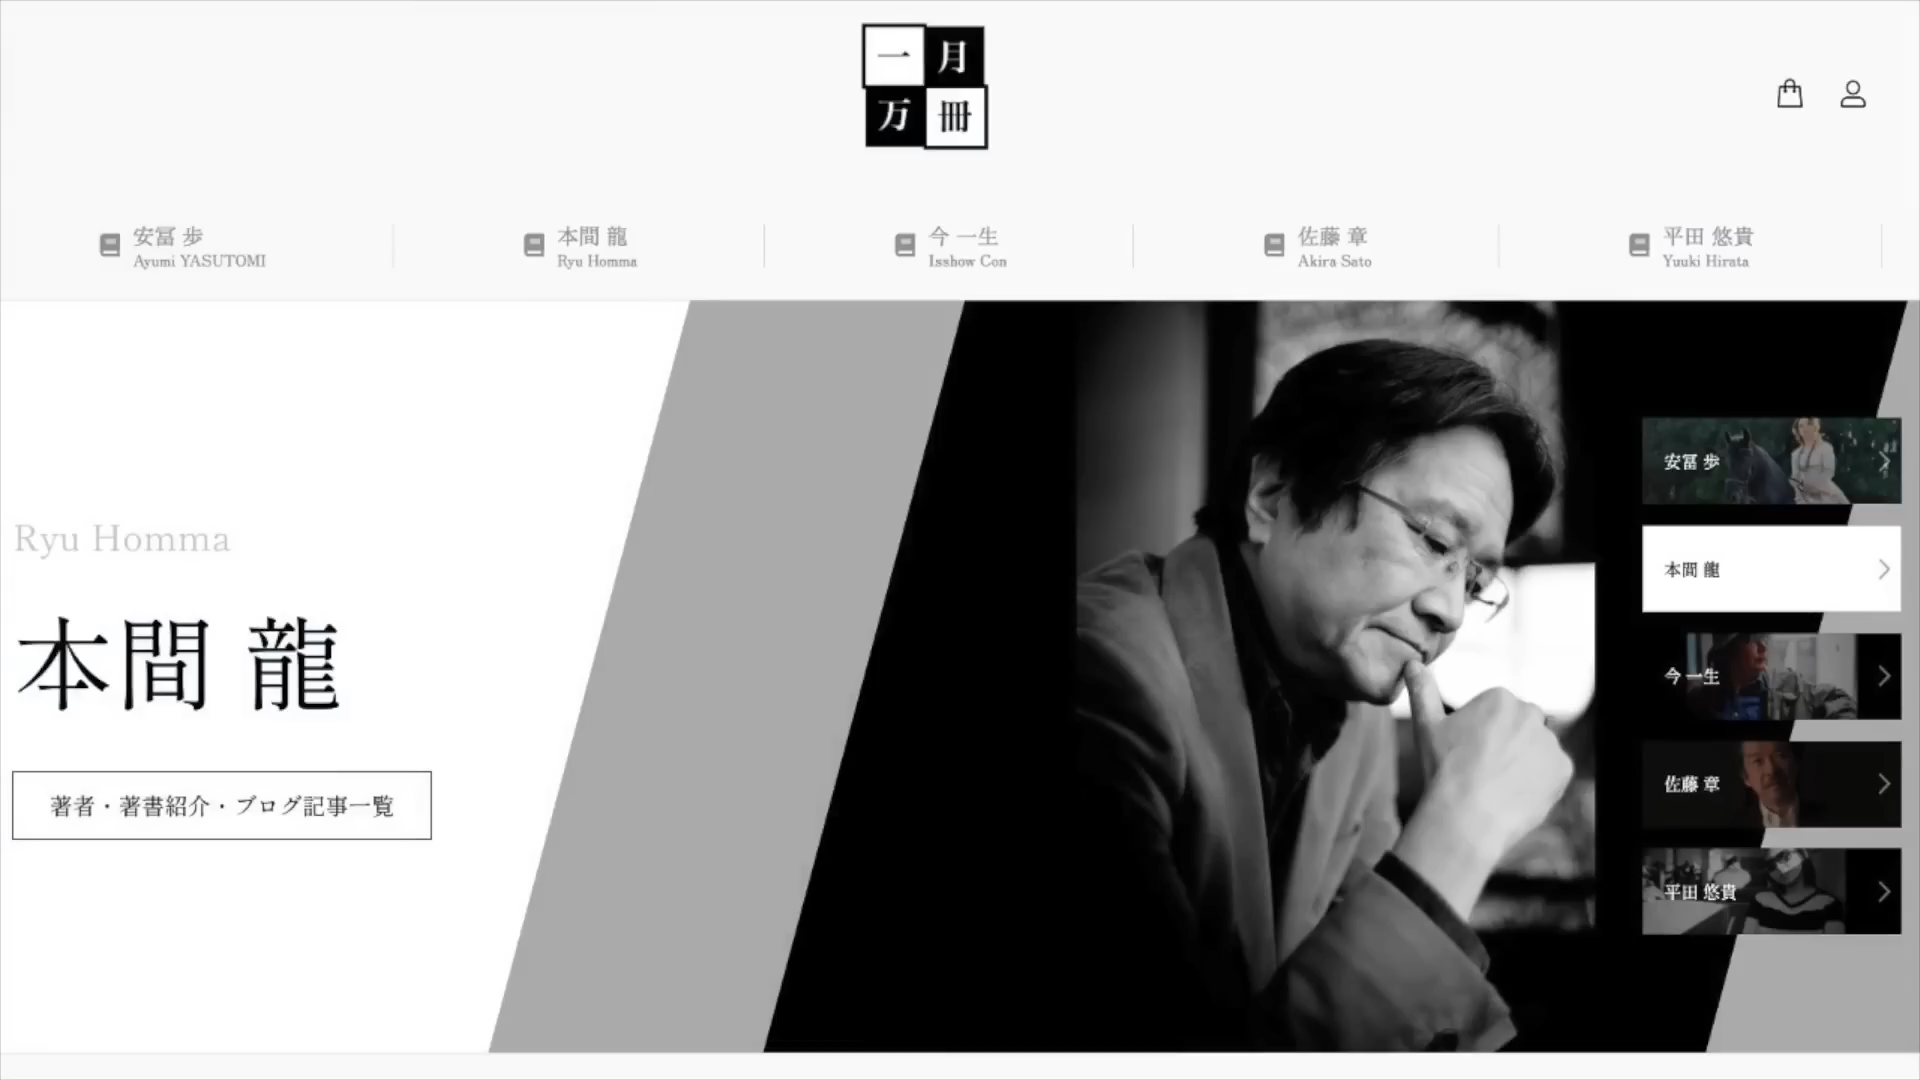 一月
万冊
安冨 歩
Ayumi YASUTOMI
本間 龍
Ryu Homma
今 一生
Isshow Con
佐藤 章
Akira Sato
平田 悠貴
Yuuki Hirata
Ryu Homma
本間 龍
著者・著書紹介・ブログ記事一覧
安冨 歩
本間 龍
今 一生
佐藤 章
平田 悠貴